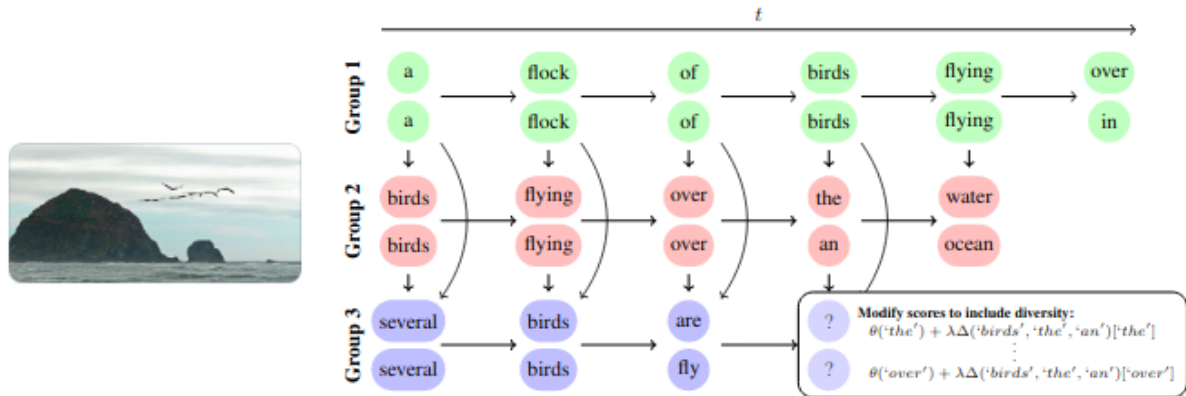 t
Group 1
a flock of birds flying over
a flock of birds flying in
Group 2
birds flying over the water
birds flying over an ocean
Group 3
several birds are ?
several birds fly ?
Modify scores to include diversity:
θ(‘the’) + λΔ(‘birds’, ‘the’, ‘an’)[‘the’]
⋮
θ(‘over’) + λΔ(‘birds’, ‘the’, ‘an’)[‘over’]